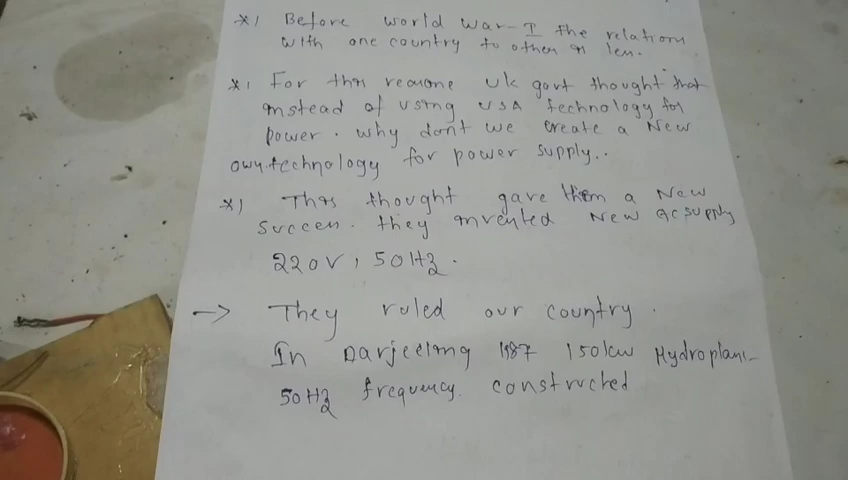 *) Before world war-I the relations
with one country to other is less.
*) For this reasone UK govt thought that
instead of using USA technology for
power. why dont we create a New
own technology for power supply..
*) This thought gave them a New
success. they invented New ac supply
220V, 50Hz.
-> They ruled our country.
In Darjeeling 1987 150kw Hydroplant-
50Hz frequency. constructed